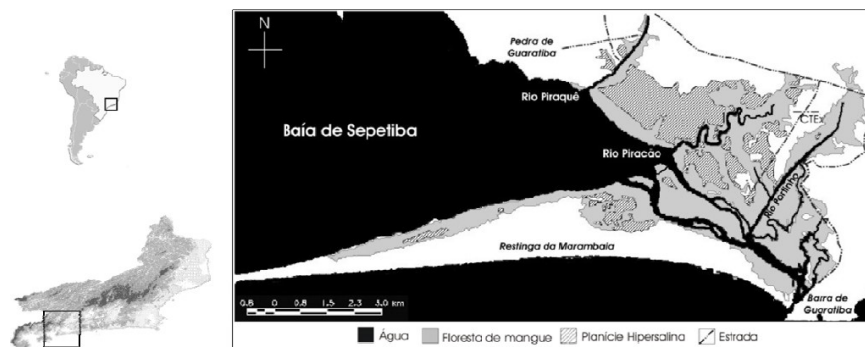 N
Pedra de
Guaratiba
Rio Piraquê
Baía de Sepetiba
CTEx
Rio Piracão
Rio Portinho
Restinga da Marambaia
0.8 0 0.8 1.5 2.3 3.0 km
Barra de
Guaratiba
Água Floresta de mangue Planície Hipersalina Estrada